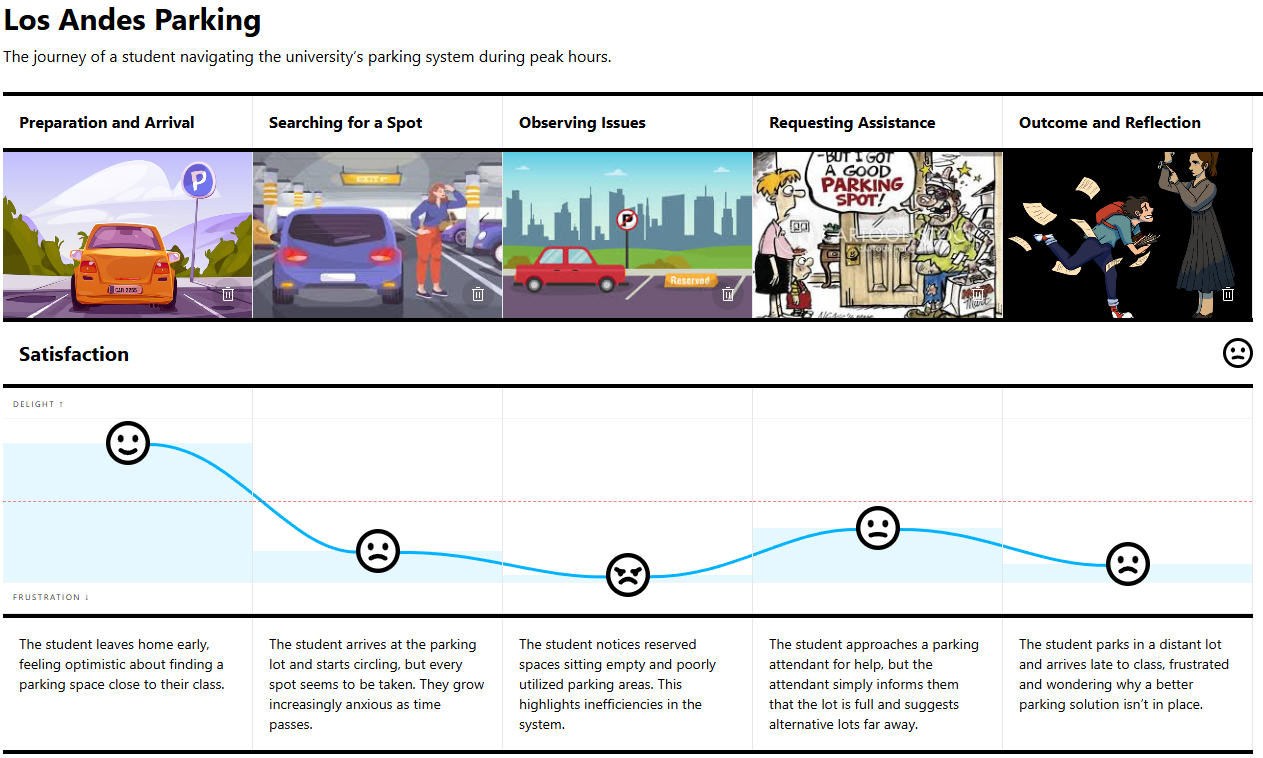 Los Andes Parking
The journey of a student navigating the university's parking system during peak hours.
Preparation and Arrival
Searching for a Spot
Observing Issues
Requesting Assistance
Outcome and Reflection
P
CAR 2255
P
Reserved
-BUT I GOT
A GOOD
PARKING
SPOT!
Satisfaction
DELIGHT ↑
FRUSTRATION ↓
The student leaves home early,
feeling optimistic about finding a
parking space close to their class.
The student arrives at the parking
lot and starts circling, but every
spot seems to be taken. They grow
increasingly anxious as time
passes.
The student notices reserved
spaces sitting empty and poorly
utilized parking areas. This
highlights inefficiencies in the
system.
The student approaches a parking
attendant for help, but the
attendant simply informs them
that the lot is full and suggests
alternative lots far away.
The student parks in a distant lot
and arrives late to class, frustrated
and wondering why a better
parking solution isn't in place.